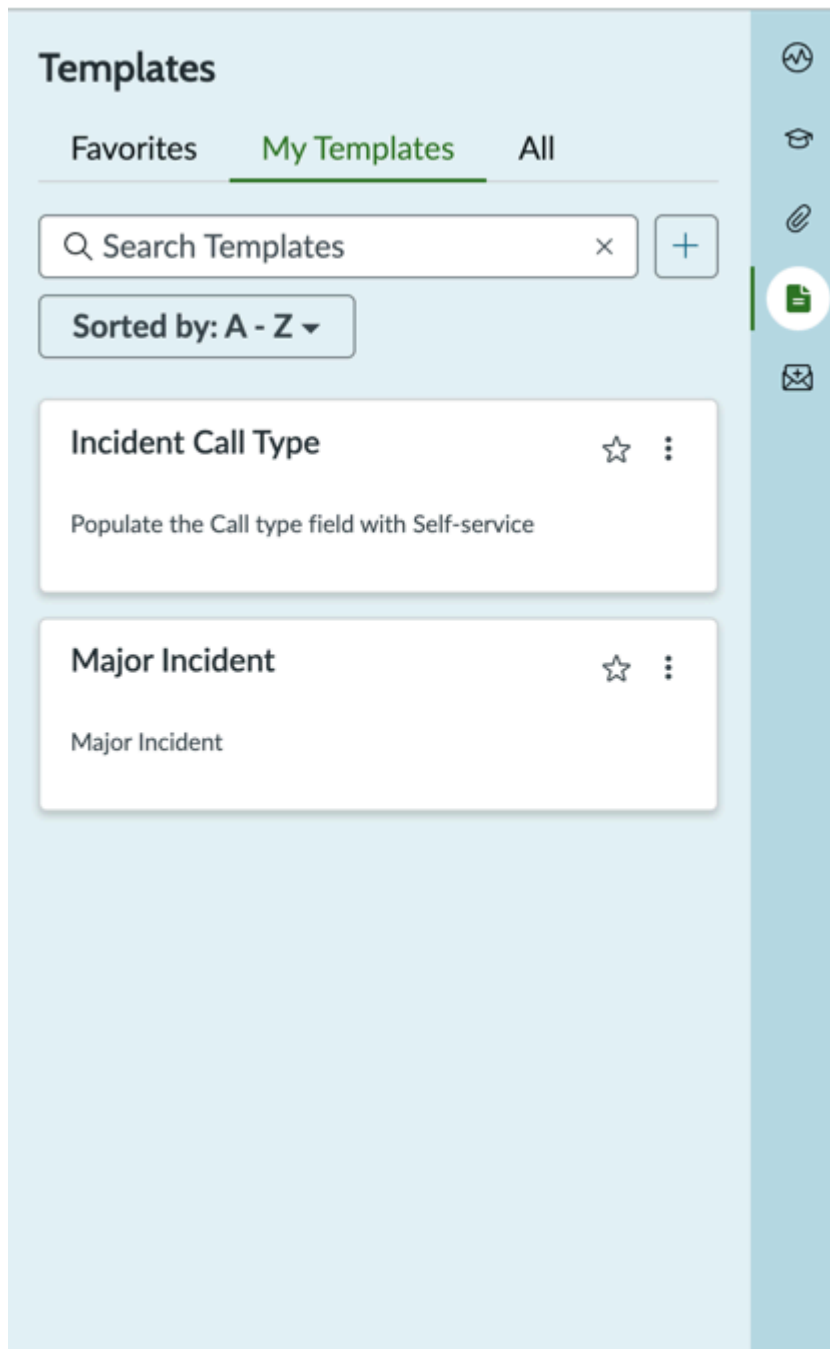 Templates
Favorites My Templates All
Search Templates
Sorted by: A - Z
Incident Call Type
Populate the Call type field with Self-service
Major Incident
Major Incident